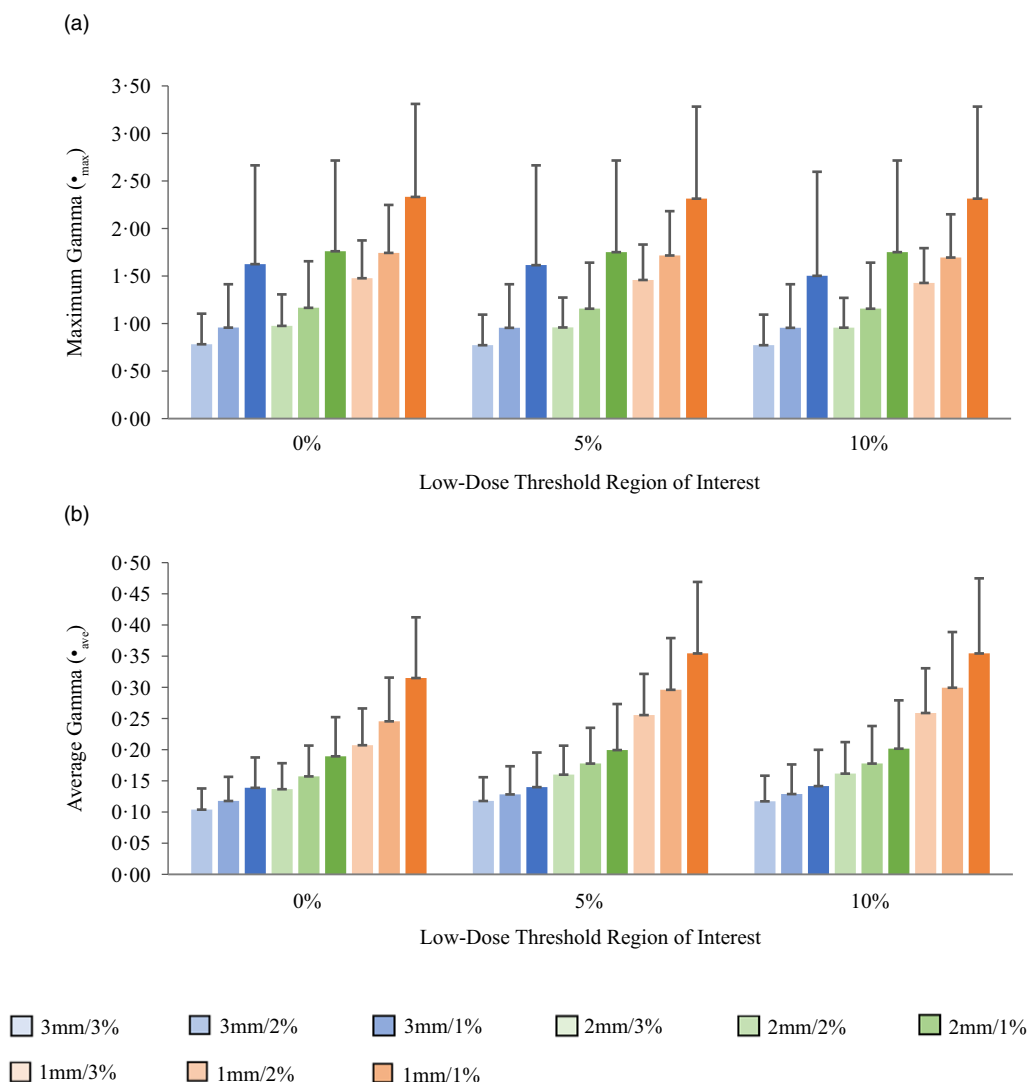 (a)
3·50
3·00
2·50
2·00
1·50
1·00
0·50
0·00
Maximum Gamma (•max)
0% 5% 10%
Low-Dose Threshold Region of Interest
(b)
0·50
0·45
0·40
0·35
0·30
0·25
0·20
0·15
0·10
0·05
0·00
Average Gamma (•ave)
0% 5% 10%
Low-Dose Threshold Region of Interest
3mm/3% 3mm/2% 3mm/1% 2mm/3% 2mm/2% 2mm/1%
1mm/3% 1mm/2% 1mm/1%